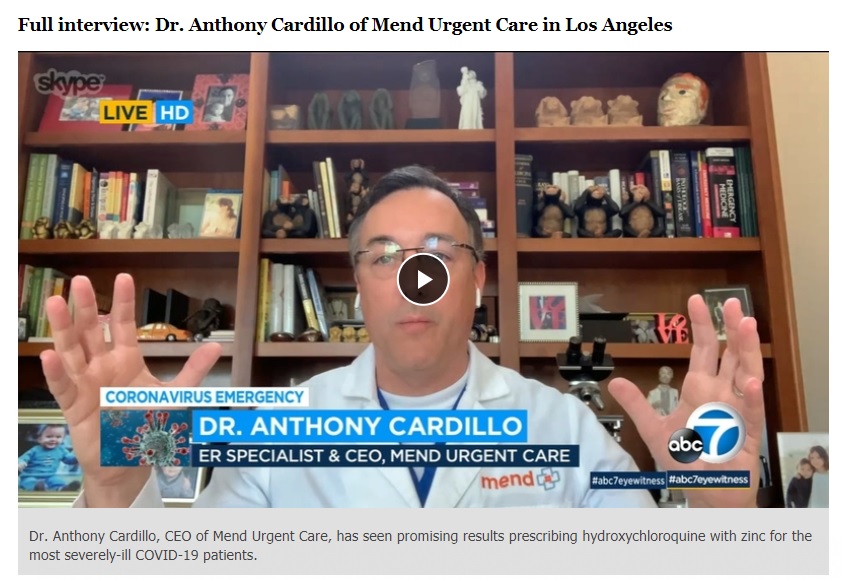 Full interview: Dr. Anthony Cardillo of Mend Urgent Care in Los Angeles
skype
LIVE HD
EMERGENCY MEDICINE
LOVE
CORONAVIRUS EMERGENCY
DR. ANTHONY CARDILLO
ER SPECIALIST & CEO, MEND URGENT CARE
mend
abc 7
#abc7eyewitness #abc7eyewitness
Dr. Anthony Cardillo, CEO of Mend Urgent Care, has seen promising results prescribing hydroxychloroquine with zinc for the
most severely-ill COVID-19 patients.